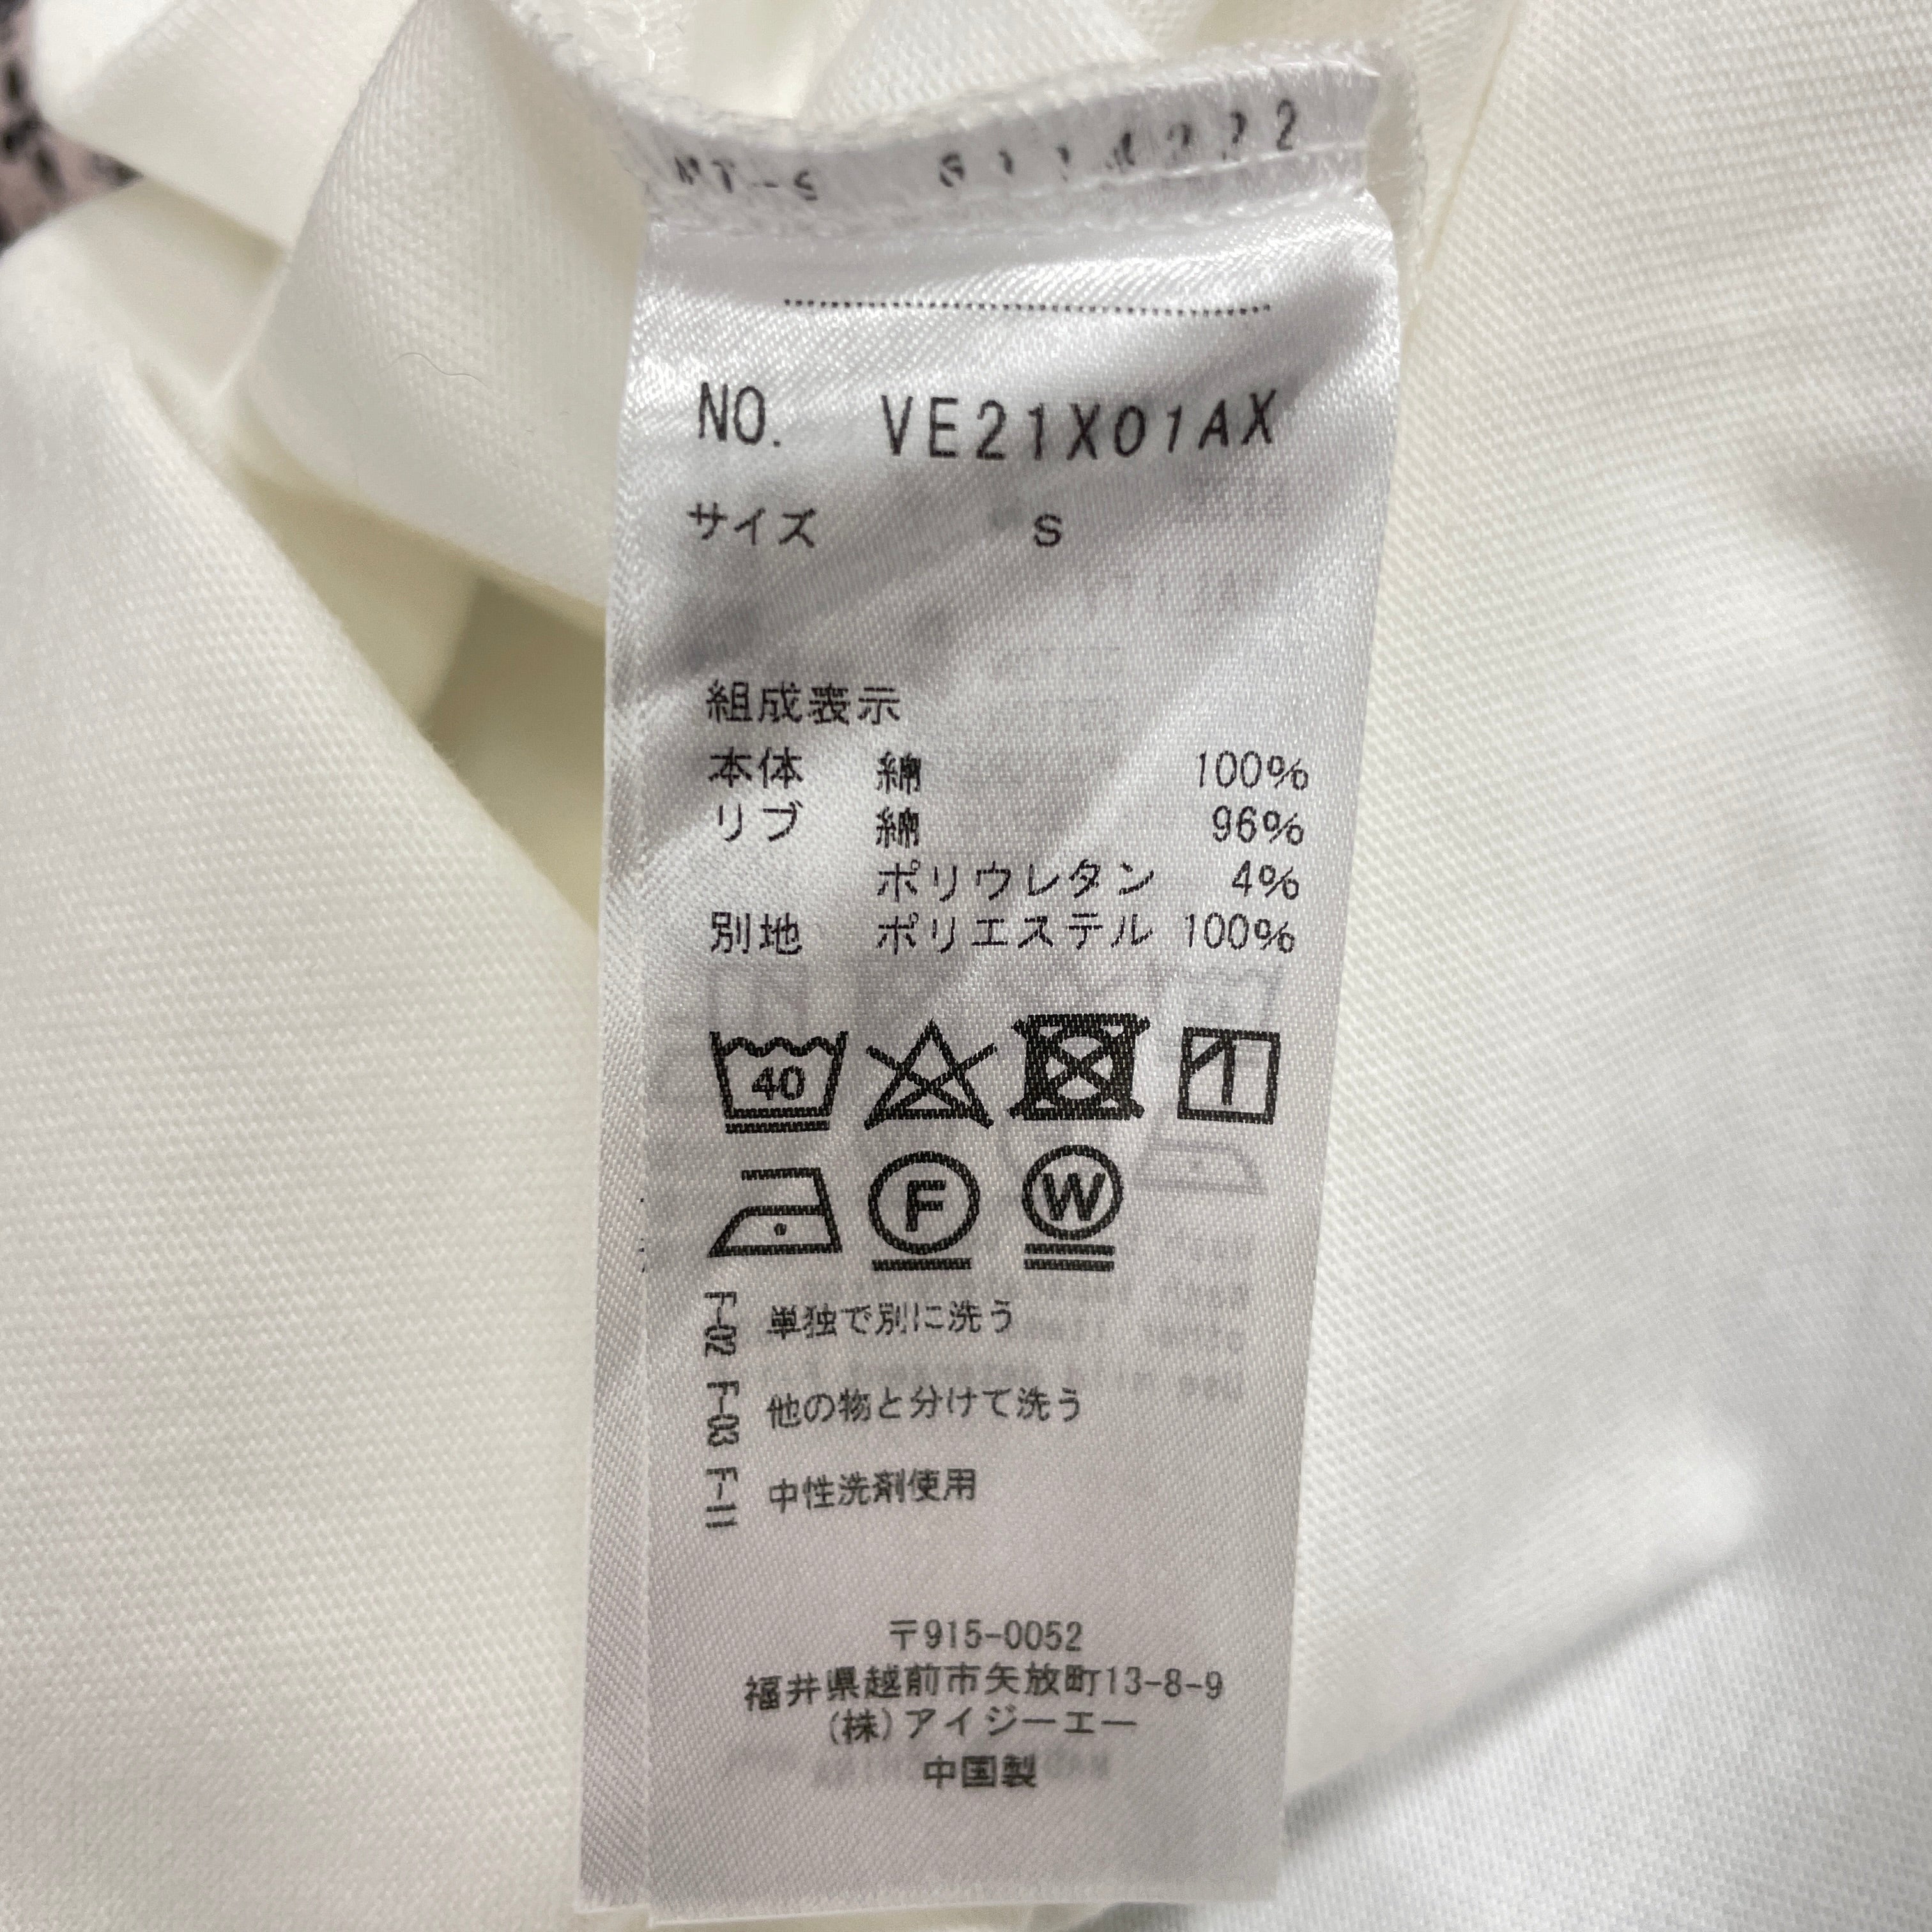 NO. VE21X01AX
サイズ S
組成表示
本体 綿 100%
リブ 綿 96%
ポリウレタン 4%
別地 ポリエステル 100%
40
F
W
F-02 単独で別に洗う
F-03 他の物と分けて洗う
F-11 中性洗剤使用
〒915-0052
福井県越前市矢放町13-8-9
(株)アイジーエー
中国製